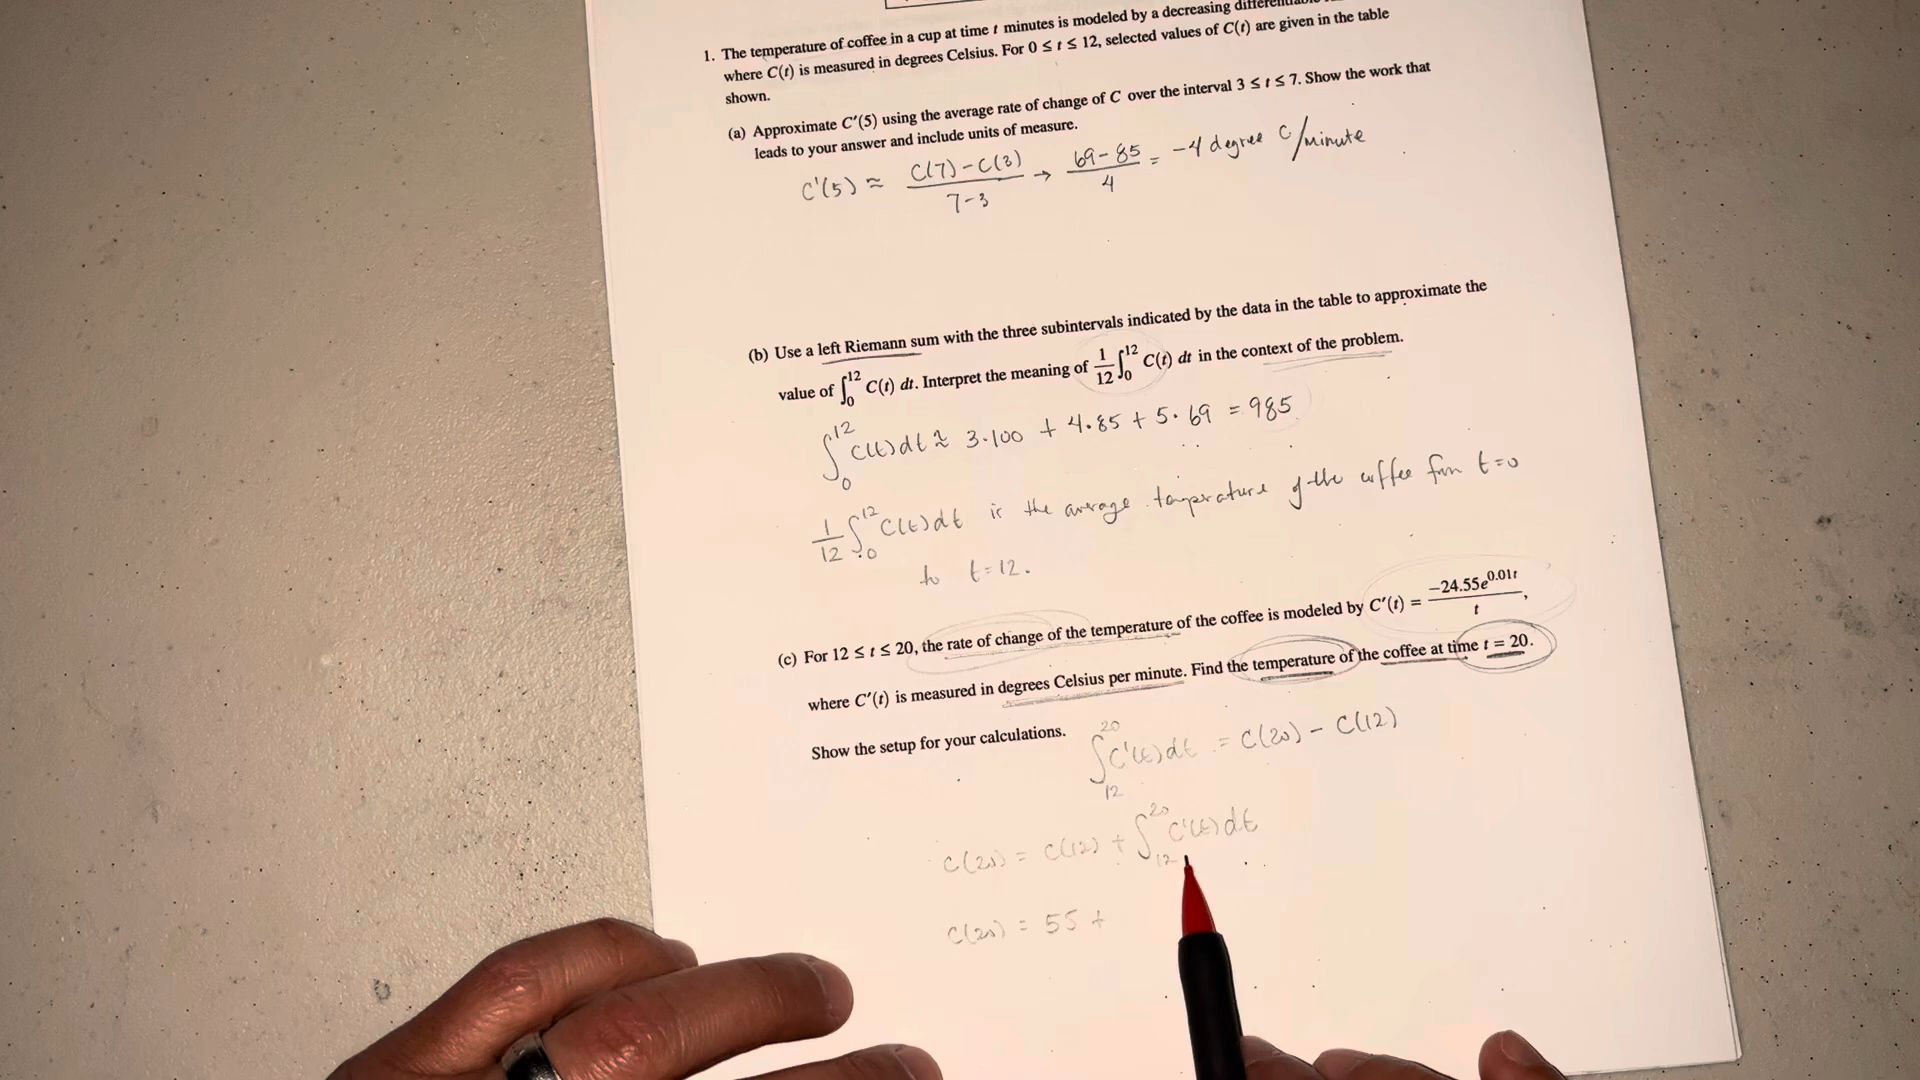 1. The temperature of coffee in a cup at time t minutes is modeled by a decreasing
where C(t) is measured in degrees Celsius. For 0 ≤ t ≤ 12, selected values of C(t) are given in the table
shown.
(a) Approximate C′(5) using the average rate of change of C over the interval 3 ≤ t ≤ 7. Show the work that
leads to your answer and include units of measure.
C'(5) ≈ C(7)-C(3)/7-3 → 69-85/4 = -4 degree C/minute
(b) Use a left Riemann sum with the three subintervals indicated by the data in the table to approximate the
value of ∫₀¹² C(t) dt. Interpret the meaning of 1/12 ∫₀¹² C(t) dt in the context of the problem.
∫₀¹² C(t)dt ≈ 3·100 + 4·85 + 5·69 = 985
1/12 ∫₀¹² C(t)dt is the average temperature of the coffee from t=0
to t=12.
(c) For 12 ≤ t ≤ 20, the rate of change of the temperature of the coffee is modeled by C′(t) = −24.55e^0.01t/t,
where C′(t) is measured in degrees Celsius per minute. Find the temperature of the coffee at time t = 20.
Show the setup for your calculations.
∫₁₂²⁰ C'(t)dt = C(20) - C(12)
C(20) = C(12) + ∫₁₂²⁰ C'(t)dt
C(20) = 55 +